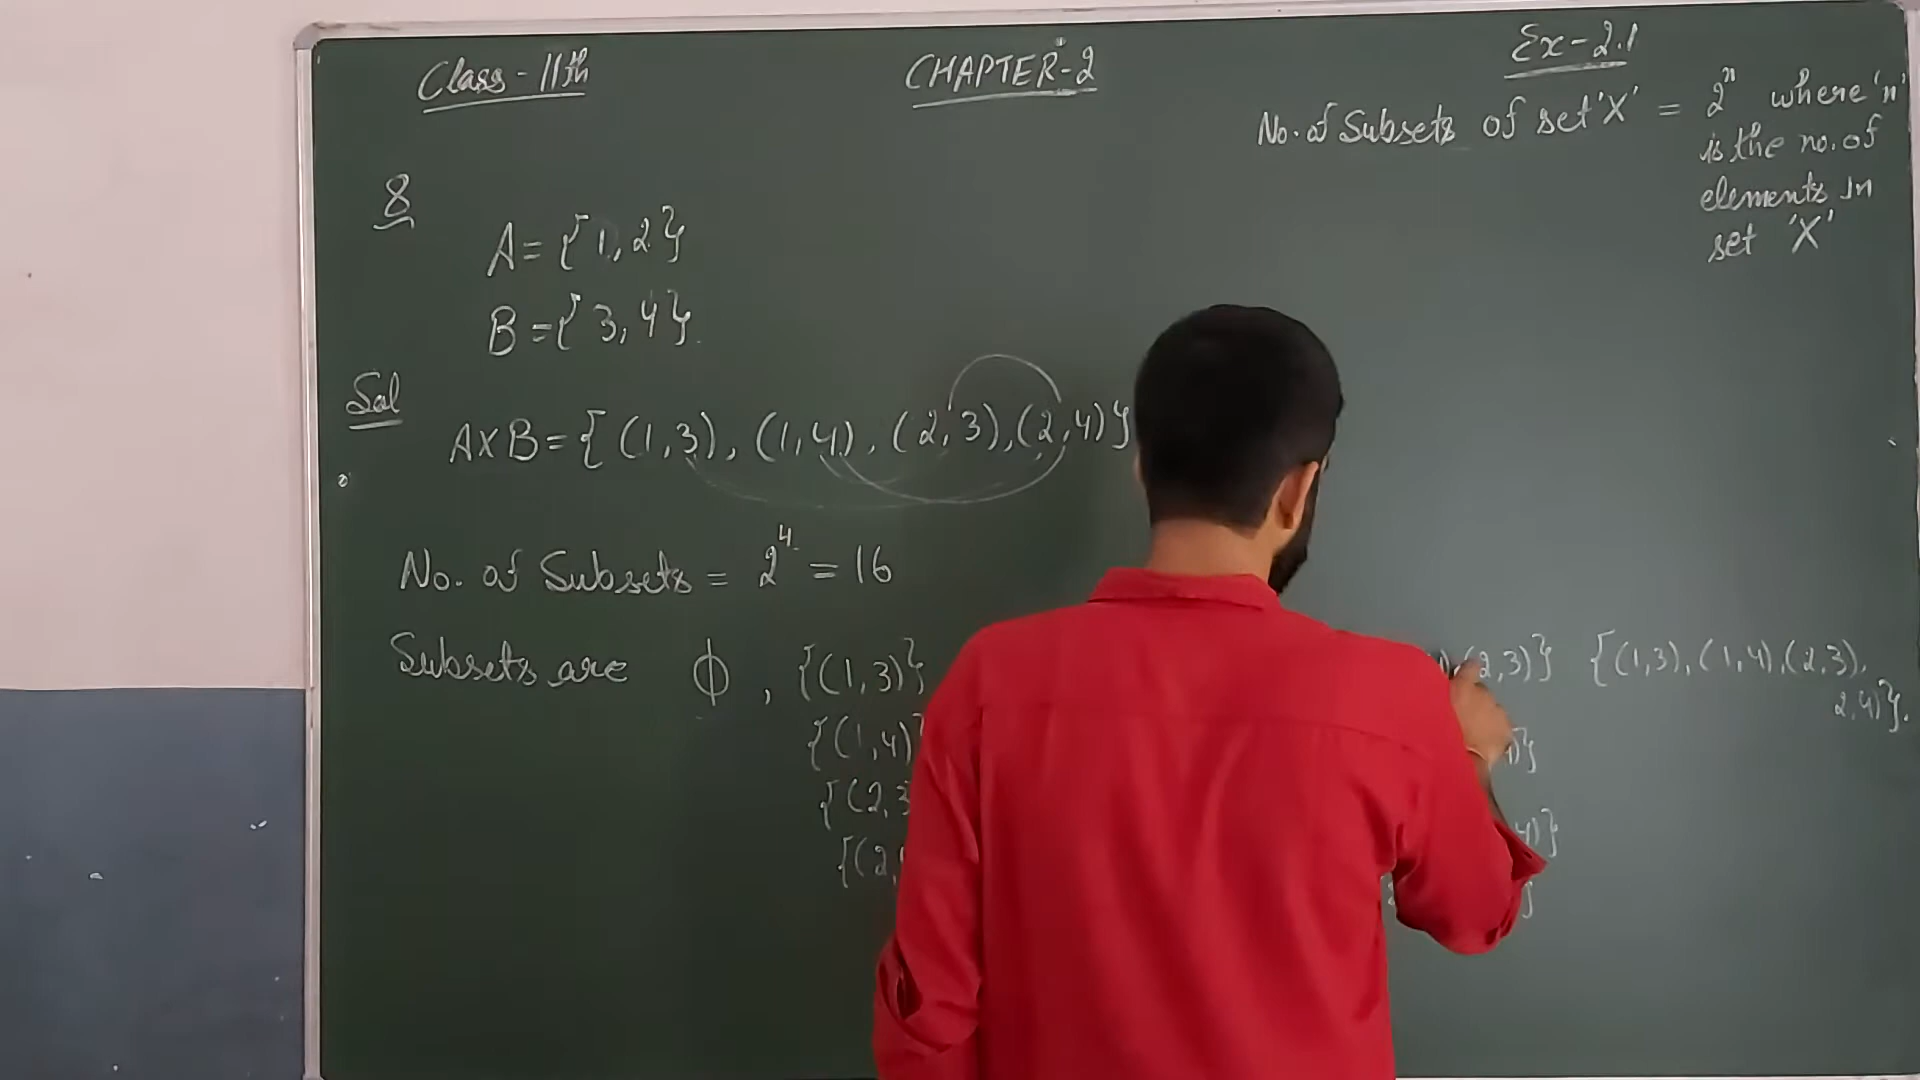 Class - 11th
CHAPTER-2
Ex-2.1
No. of Subsets of set 'X' = 2ⁿ where 'n'
is the no. of
elements in
set 'X'
8
A = {1, 2}
B = {3, 4}
Sol
A×B = {(1,3), (1,4), (2,3), (2,4)}
No. of Subsets = 2⁴ = 16
Subsets are ϕ, {(1,3)} (2,3)} {(1,3), (1,4), (2,3),
2,4)}.
{(1,4)
{(2,3
{(2,
4)}